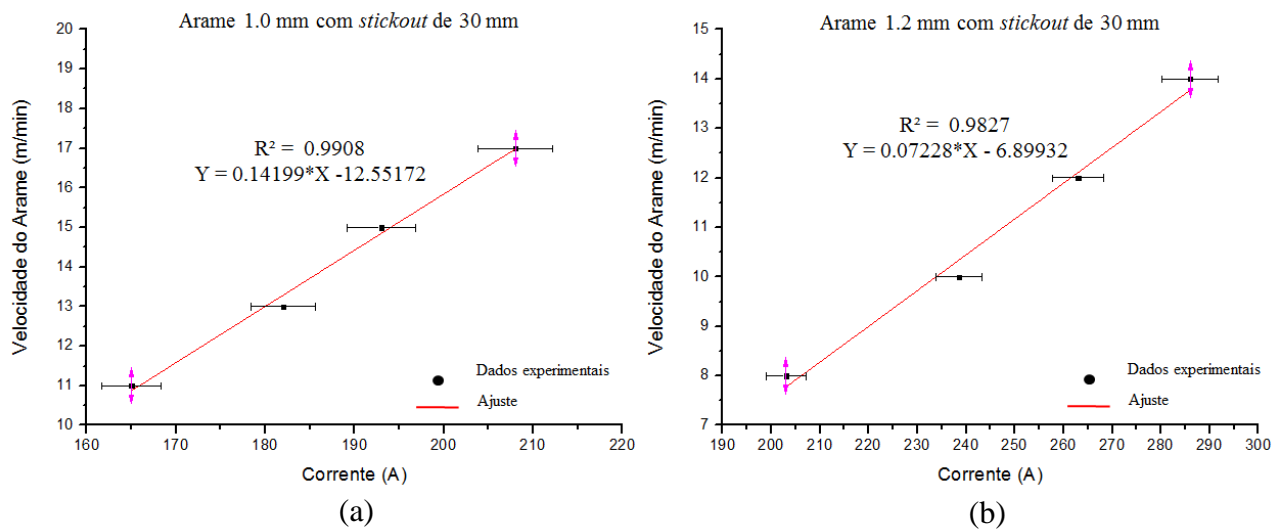 Arame 1.0 mm com stickout de 30 mm
20
19
18
17
16
15
14
13
12
11
10
Velocidade do Arame (m/min)
R² = 0.9908
Y = 0.14199*X -12.55172
Dados experimentais
Ajuste
160 170 180 190 200 210 220
Corrente (A)
(a)
Arame 1.2 mm com stickout de 30 mm
15
14
13
12
11
10
9
8
7
Velocidade do Arame (m/min)
R² = 0.9827
Y = 0.07228*X - 6.89932
Dados experimentais
Ajuste
190 200 210 220 230 240 250 260 270 280 290 300
Corrente (A)
(b)